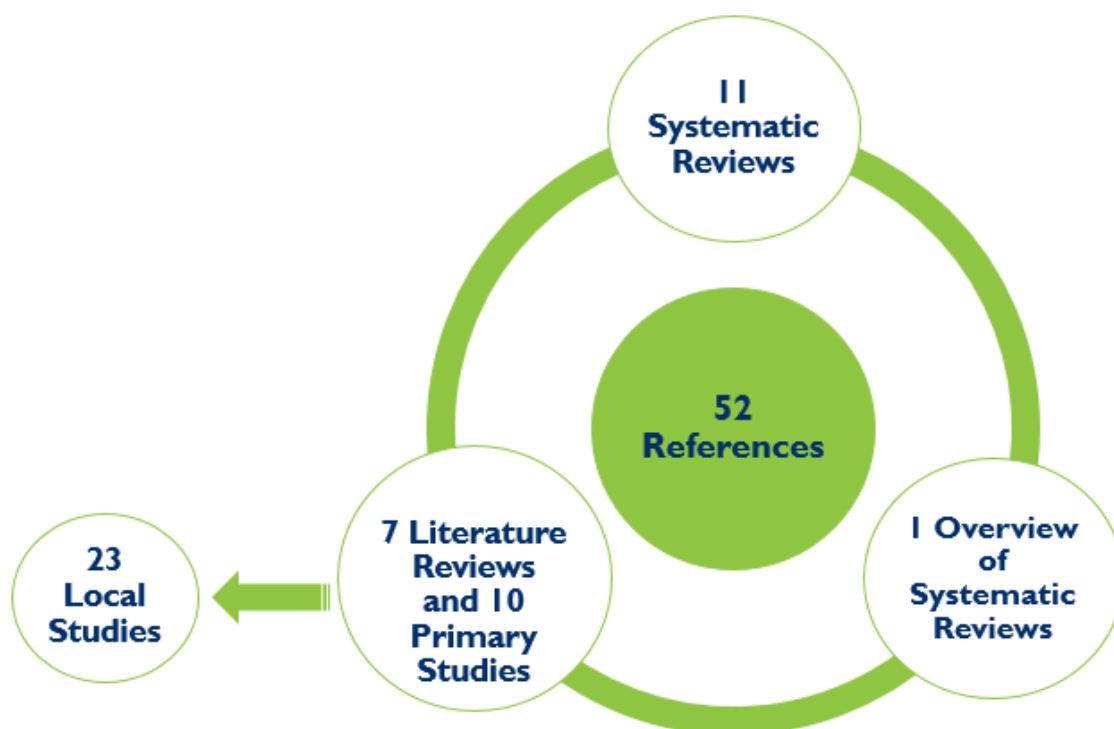 11
Systematic
Reviews
52
References
7 Literature
Reviews
and 10
Primary
Studies
1 Overview
of
Systematic
Reviews
23
Local
Studies